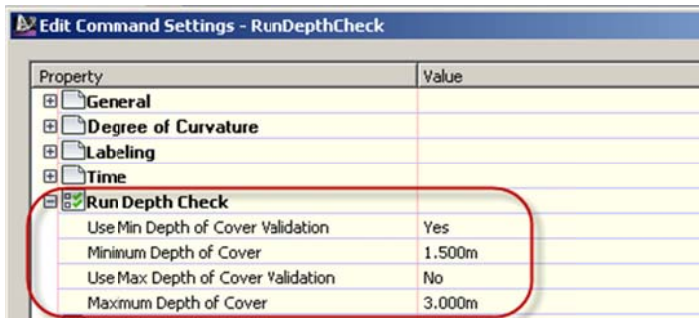 Edit Command Settings - RunDepthCheck
Property Value
General
Degree of Curvature
Labeling
Time
Run Depth Check
Use Min Depth of Cover Validation Yes
Minimum Depth of Cover 1.500m
Use Max Depth of Cover Validation No
Maximum Depth of Cover 3.000m